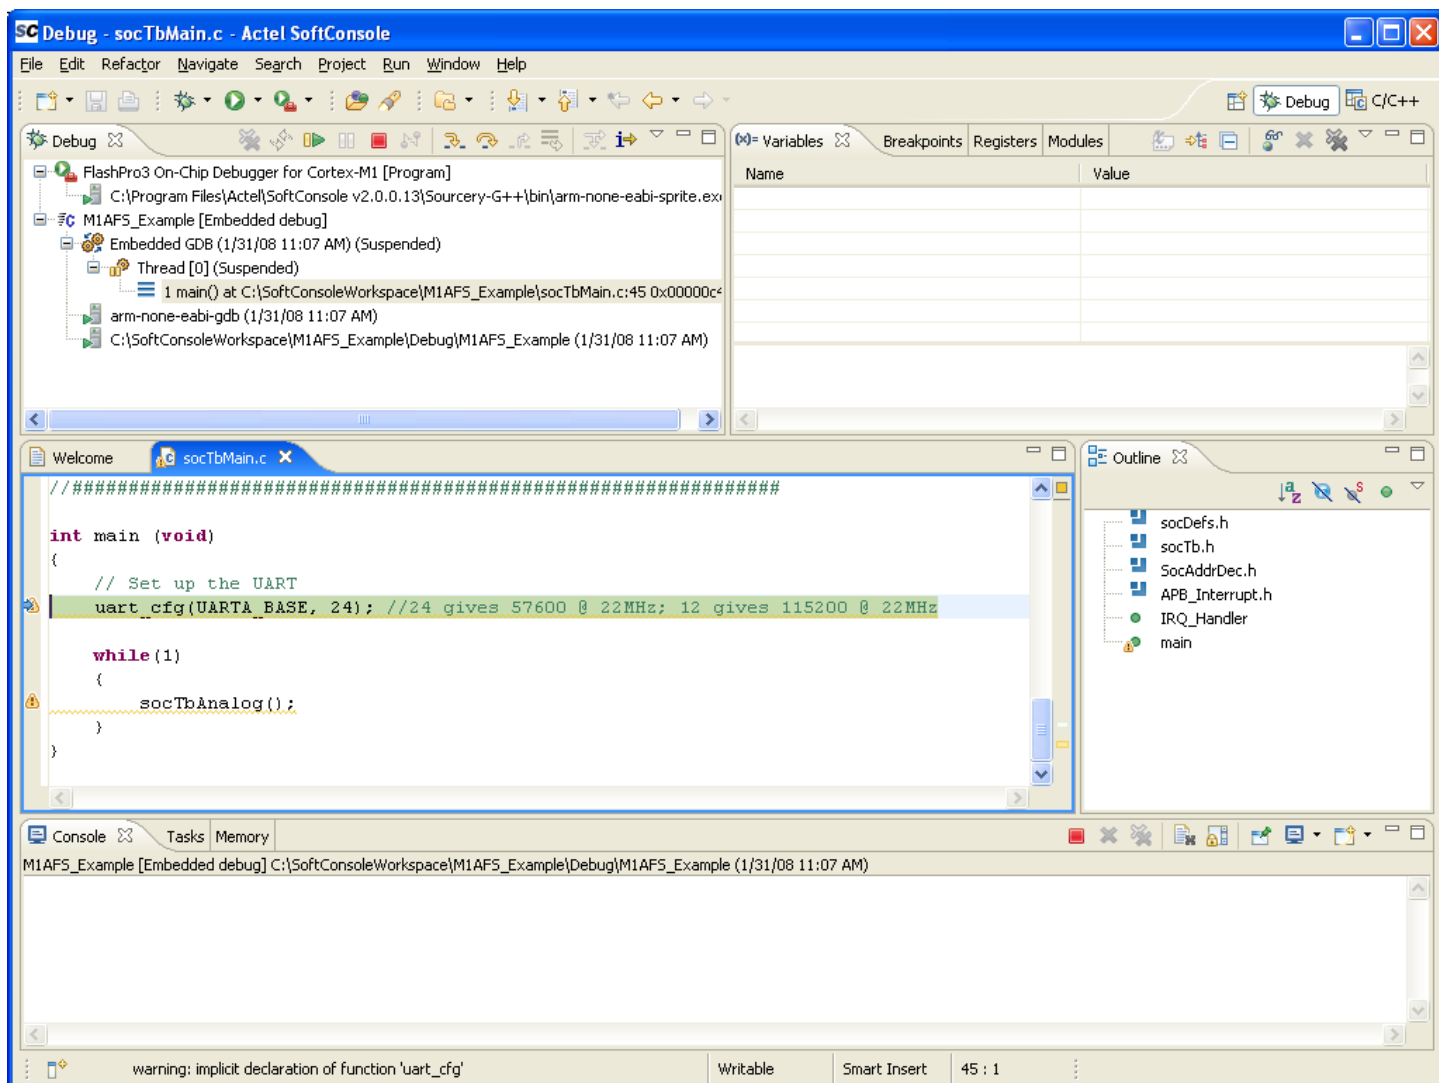 SC Debug - socTbMain.c - Actel SoftConsole
File Edit Refactor Navigate Search Project Run Window Help
Debug C/C++
Debug
FlashPro3 On-Chip Debugger for Cortex-M1 [Program]
C:\Program Files\Actel\SoftConsole v2.0.0.13\Sourcery-G++\bin\arm-none-eabi-sprite.exe
M1AFS_Example [Embedded debug]
Embedded GDB (1/31/08 11:07 AM) (Suspended)
Thread [0] (Suspended)
1 main() at C:\SoftConsoleWorkspace\M1AFS_Example\socTbMain.c:45 0x00000c4
arm-none-eabi-gdb (1/31/08 11:07 AM)
C:\SoftConsoleWorkspace\M1AFS_Example\Debug\M1AFS_Example (1/31/08 11:07 AM)
(x)= Variables Breakpoints Registers Modules
Name Value
Welcome socTbMain.c
//###############################################################
int main (void)
{
// Set up the UART
uart_cfg(UARTA_BASE, 24); //24 gives 57600 @ 22MHz; 12 gives 115200 @ 22MHz
while(1)
{
socTbAnalog();
}
}
Outline
socDefs.h
socTb.h
SocAddrDec.h
APB_Interrupt.h
IRQ_Handler
main
Console Tasks Memory
M1AFS_Example [Embedded debug] C:\SoftConsoleWorkspace\M1AFS_Example\Debug\M1AFS_Example (1/31/08 11:07 AM)
warning: implicit declaration of function 'uart_cfg' Writable Smart Insert 45 : 1